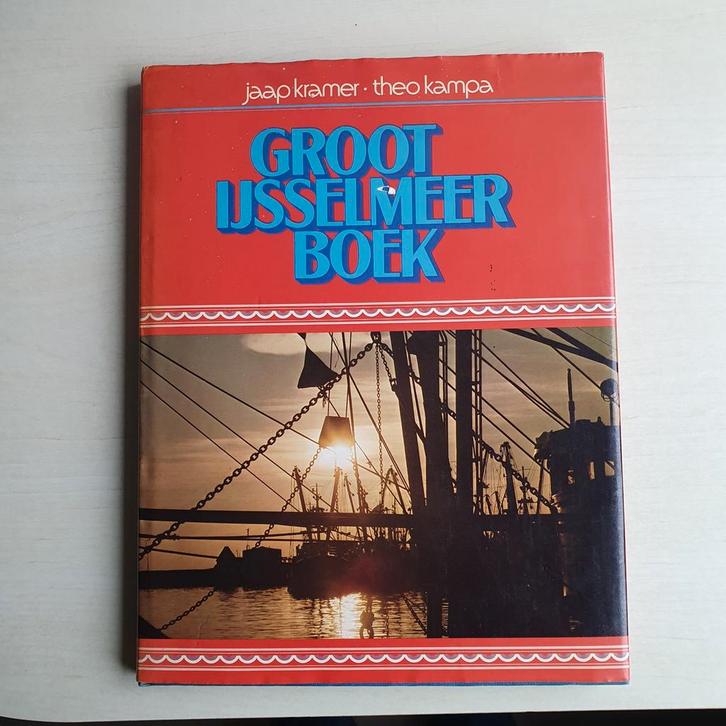 jaap kramer · theo kampa
GROOT
IJSSELMEER
BOEK